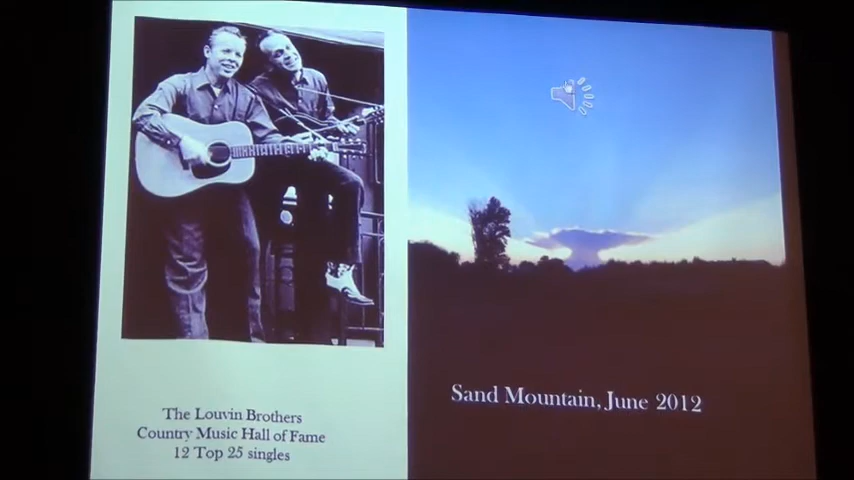 The Louvin Brothers
Country Music Hall of Fame
12 Top 25 singles
Sand Mountain, June 2012